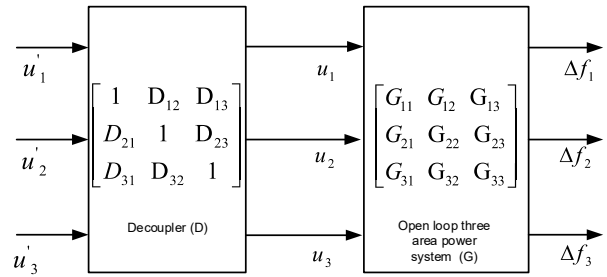 u'₁ u₁ Δf₁
1 D₁₂ D₁₃
D₂₁ 1 D₂₃
D₃₁ D₃₂ 1
G₁₁ G₁₂ G₁₃
G₂₁ G₂₂ G₂₃
G₃₁ G₃₂ G₃₃
u'₂ u₂ Δf₂
Decoupler (D)
Open loop three
area power
system (G)
u'₃ u₃ Δf₃